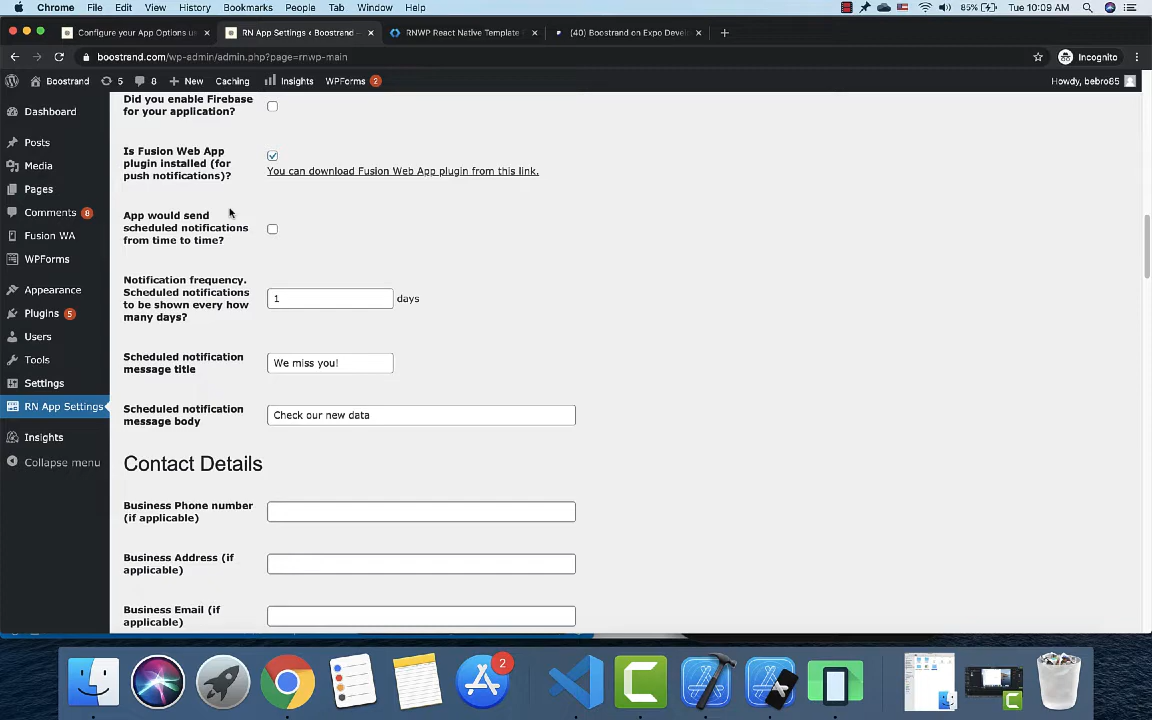 Chrome File Edit View History Bookmarks People Tab Window Help 85% Tue 10:09 AM
Configure your App Options u RN App Settings ‹ Boostrand — RNWP React Native Template (40) Boostrand on Expo Devel
boostrand.com/wp-admin/admin.php?page=rnwp-main Incognito
Boostrand 5 8 New Caching Insights WPForms 2 Howdy, bebro85
Dashboard
Posts
Media
Pages
Comments 8
Fusion WA
WPForms
Appearance
Plugins 5
Users
Tools
Settings
RN App Settings
Insights
Collapse menu
Did you enable Firebase
for your application?
Is Fusion Web App
plugin installed (for
push notifications)?
You can download Fusion Web App plugin from this link.
App would send
scheduled notifications
from time to time?
Notification frequency.
Scheduled notifications
to be shown every how
many days?
1 days
Scheduled notification
message title
We miss you!
Scheduled notification
message body
Check our new data
Contact Details
Business Phone number
(if applicable)
Business Address (if
applicable)
Business Email (if
applicable)
2